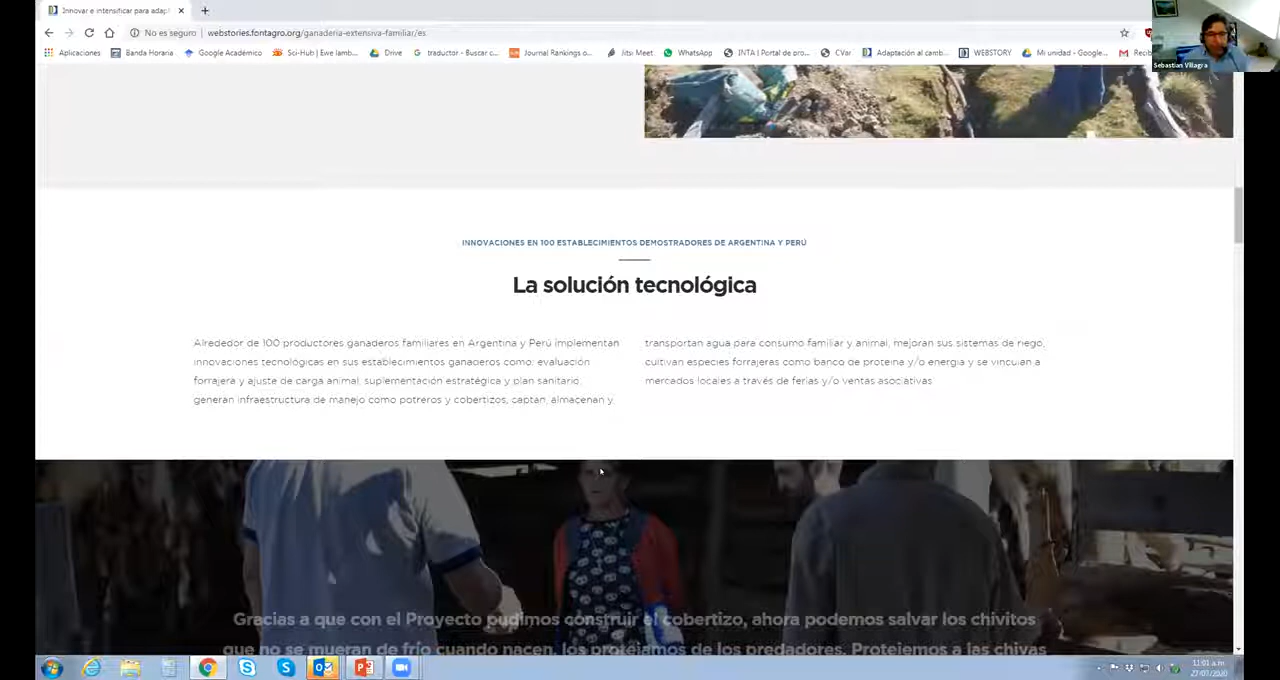 Innovar e intensificar para adap
No es seguro
webstories.fontagro.org/ganaderia-extensiva-familiar/es
Aplicaciones
Banda Horaria
Google Académico
Sci-Hub | Ewe lamb...
Drive
traductor - Buscar c...
Journal Rankings o...
Jitsi Meet
WhatsApp
INTA | Portal de pro...
CVar
Adaptación al camb...
WEBSTORY
Mi unidad - Google...
Recib
Sebastian Villagra
INNOVACIONES EN 100 ESTABLECIMIENTOS DEMOSTRADORES DE ARGENTINA Y PERÚ
La solución tecnológica
Alrededor de 100 productores ganaderos familiares en Argentina y Perú implementan
innovaciones tecnológicas en sus establecimientos ganaderos como: evaluación
forrajera y ajuste de carga animal, suplementación estratégica y plan sanitario,
generan infraestructura de manejo como potreros y cobertizos, captan, almacenan y
transportan agua para consumo familiar y animal, mejoran sus sistemas de riego,
cultivan especies forrajeras como banco de proteína y/o energía y se vinculan a
mercados locales a través de ferias y/o ventas asociativas
Gracias a que con el Proyecto pudimos construir el cobertizo, ahora podemos salvar los chivitos
que no se mueran de frío cuando nacen, los protejamos de los predadores. Protejemos a las chivas
11:01 a.m.
27/07/2020